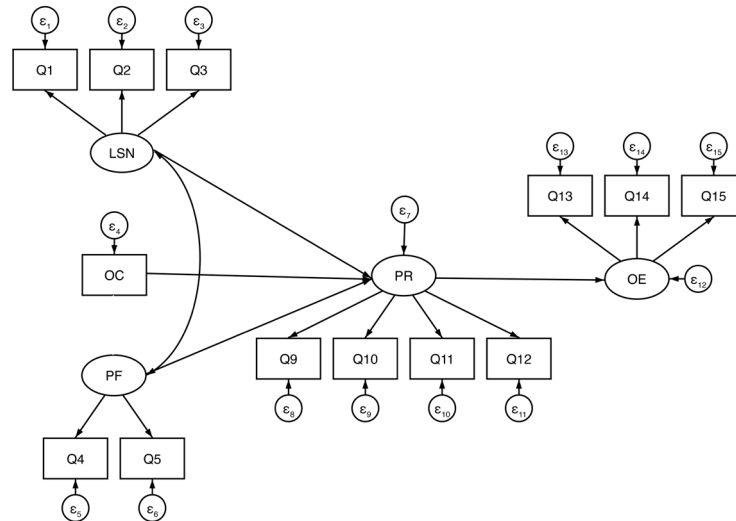 ε₁ ε₂ ε₃
Q1 Q2 Q3
LSN
ε₁₃ ε₁₄ ε₁₅
Q13 Q14 Q15
ε₇
ε₄
OC PR OE ε₁₂
Q9 Q10 Q11 Q12
PF
ε₈ ε₉ ε₁₀ ε₁₁
Q4 Q5
ε₅ ε₆